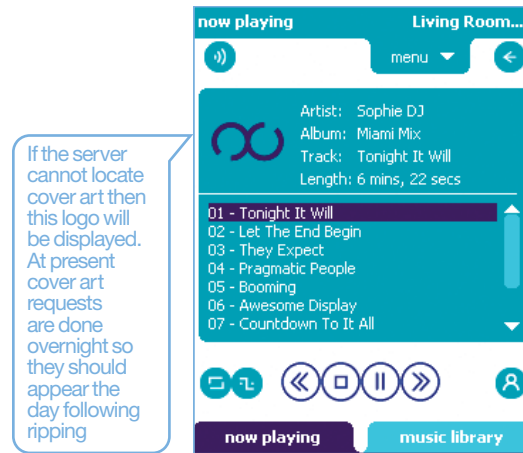 now playing Living Room...
menu
Artist: Sophie DJ
Album: Miami Mix
Track: Tonight It Will
Length: 6 mins, 22 secs
If the server
cannot locate
cover art then
this logo will
be displayed.
At present
cover art
requests
are done
overnight so
they should
appear the
day following
ripping
01 - Tonight It Will
02 - Let The End Begin
03 - They Expect
04 - Pragmatic People
05 - Booming
06 - Awesome Display
07 - Countdown To It All
now playing music library